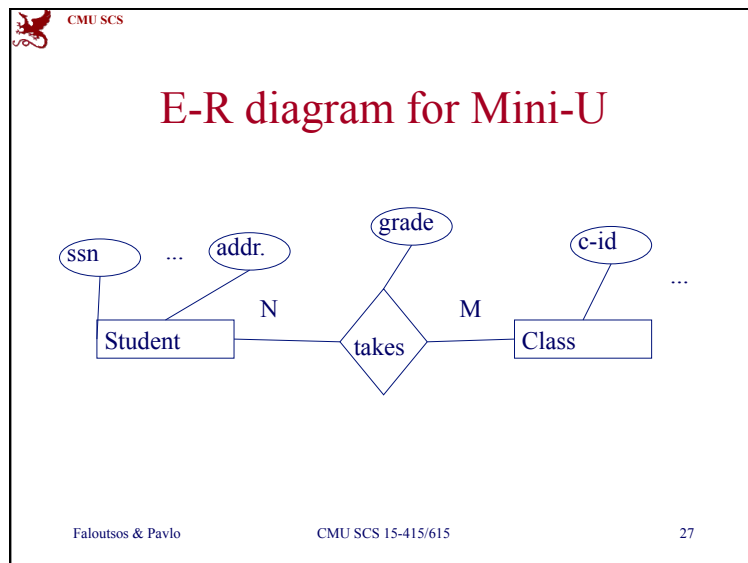 CMU SCS
E-R diagram for Mini-U
ssn ... addr. grade c-id ...
N M
Student takes Class
Faloutsos & Pavlo CMU SCS 15-415/615 27